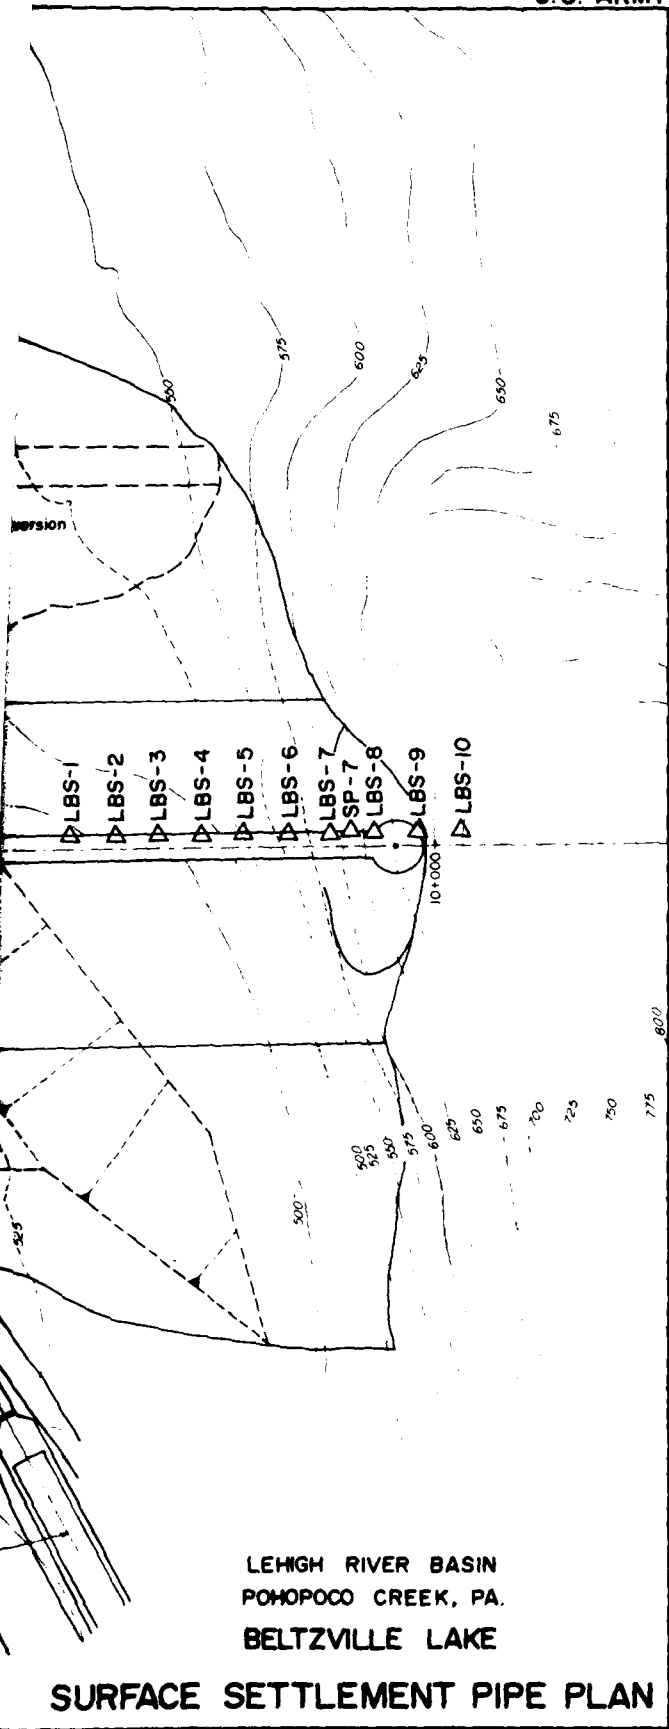 U.S. ARMY
575
600
625
650
675
550
version
LBS-1
LBS-2
LBS-3
LBS-4
LBS-5
LBS-6
LBS-7
SP-7
LBS-8
LBS-9
LBS-10
10+000
800
500
525
550
575
600
625
650
675
700
725
750
775
500
525
LEHIGH RIVER BASIN
POHOPOCO CREEK, PA.
BELTZVILLE LAKE
SURFACE SETTLEMENT PIPE PLAN